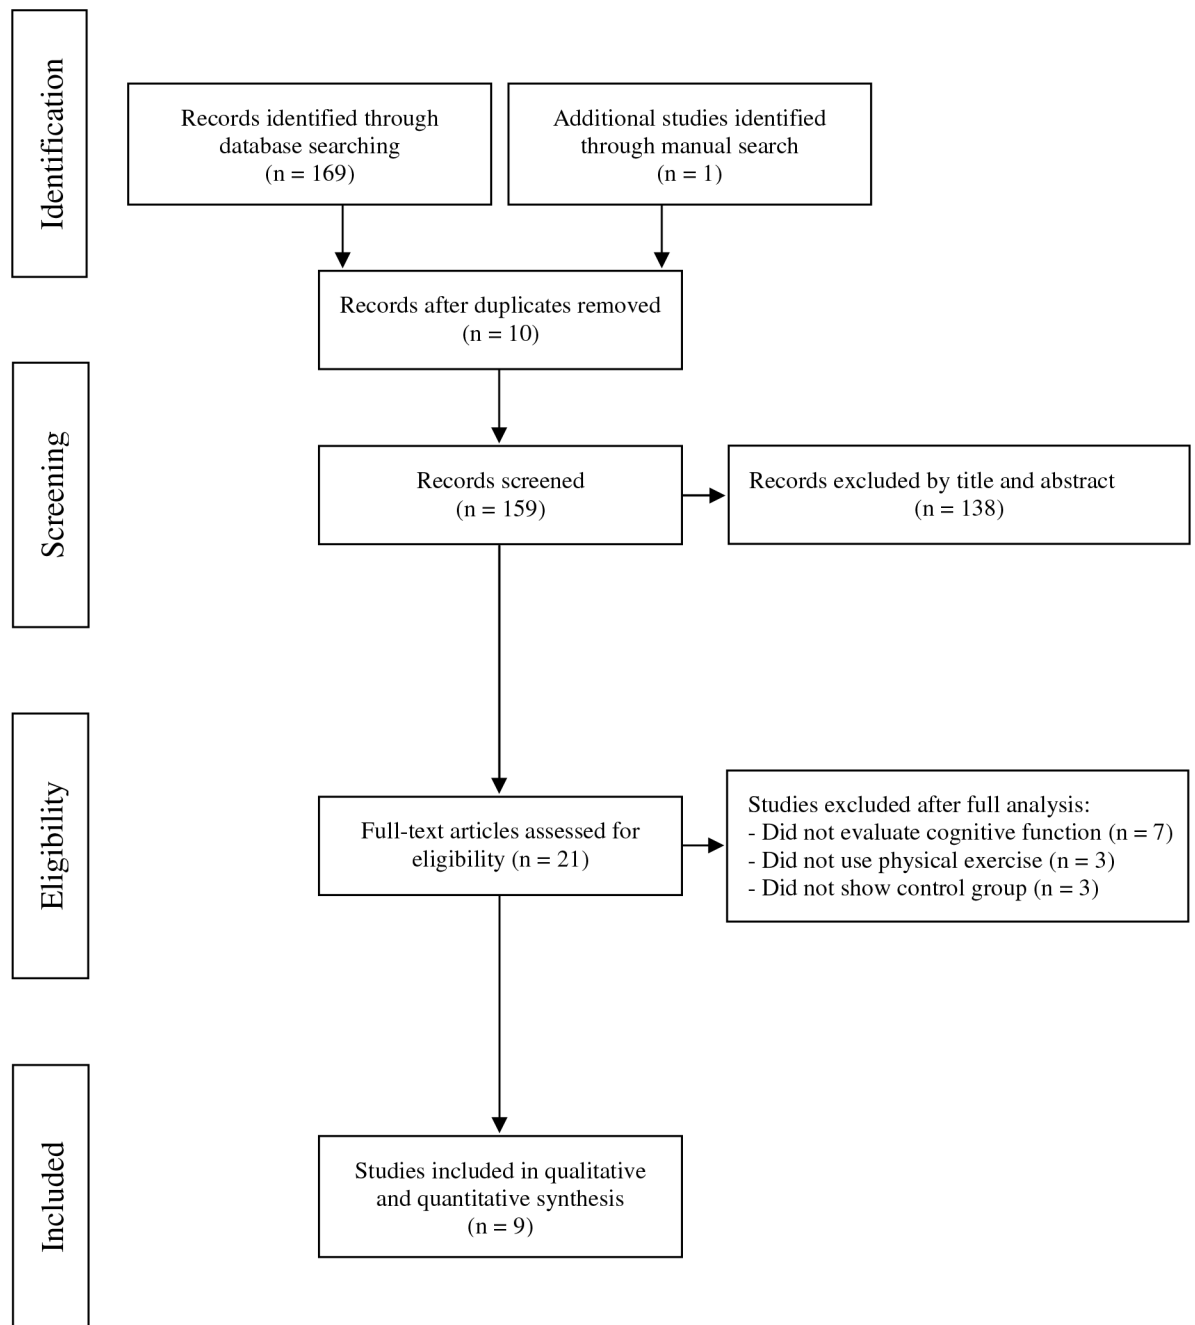 Identification
Records identified through
database searching
(n = 169)
Additional studies identified
through manual search
(n = 1)
Records after duplicates removed
(n = 10)
Screening
Records screened
(n = 159)
Records excluded by title and abstract
(n = 138)
Eligibility
Full-text articles assessed for
eligibility (n = 21)
Studies excluded after full analysis:
- Did not evaluate cognitive function (n = 7)
- Did not use physical exercise (n = 3)
- Did not show control group (n = 3)
Included
Studies included in qualitative
and quantitative synthesis
(n = 9)